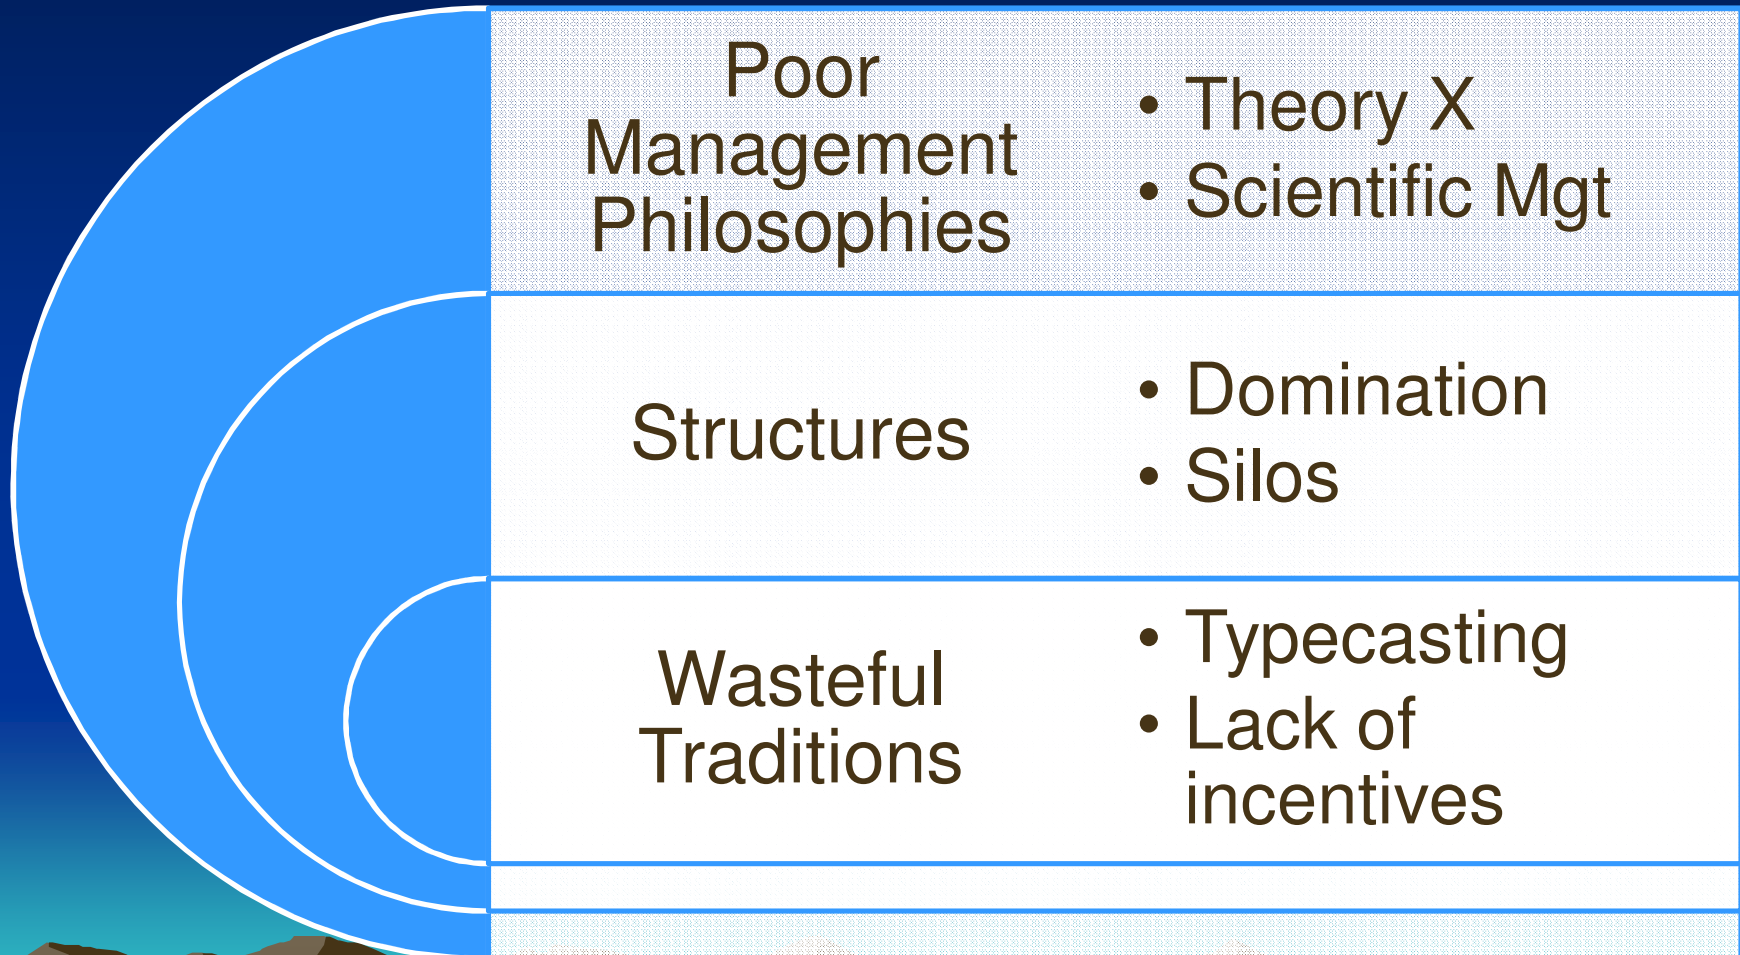 Poor
Management
Philosophies
• Theory X
• Scientific Mgt
Structures
• Domination
• Silos
Wasteful
Traditions
• Typecasting
• Lack of
incentives